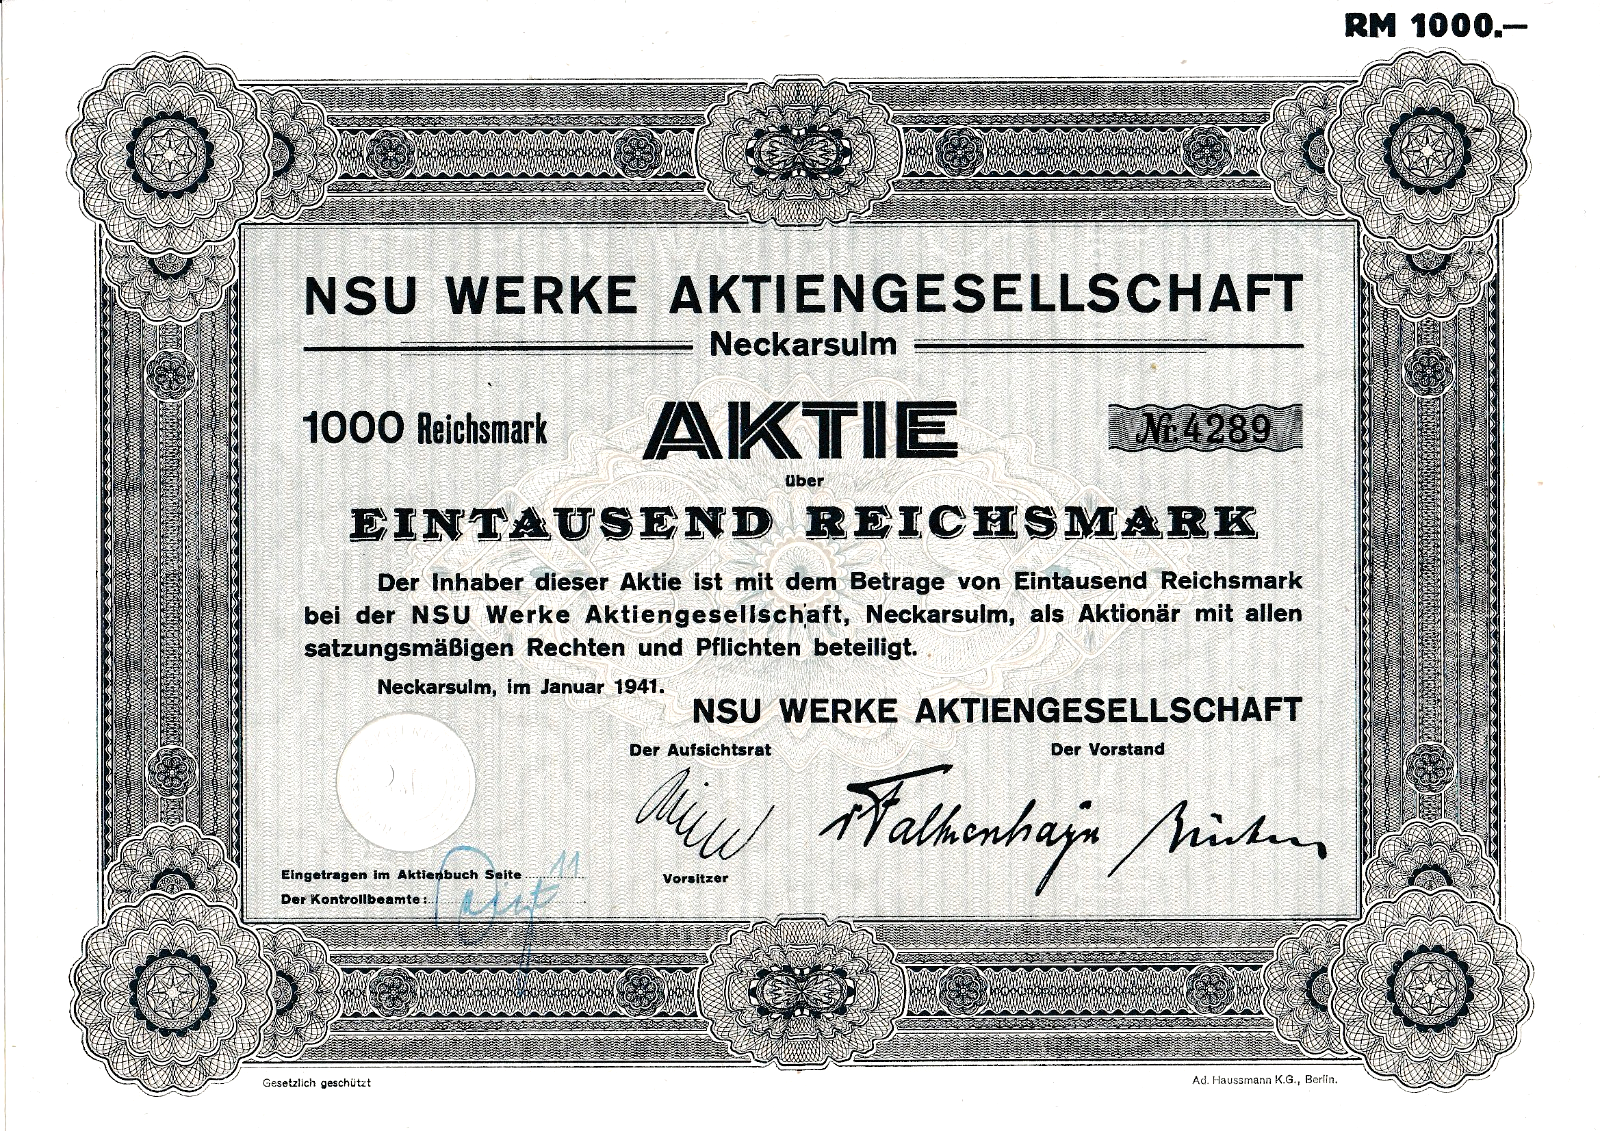 RM 1000.—
NSU WERKE AKTIENGESELLSCHAFT
Neckarsulm
1000 Reichsmark AKTIE Nr. 4289
über
EINTAUSEND REICHSMARK
Der Inhaber dieser Aktie ist mit dem Betrage von Eintausend Reichsmark
bei der NSU Werke Aktiengesellschaft, Neckarsulm, als Aktionär mit allen
satzungsmäßigen Rechten und Pflichten beteiligt.
Neckarsulm, im Januar 1941.
NSU WERKE AKTIENGESELLSCHAFT
Der Aufsichtsrat Der Vorstand
v Falkenhayn
Vorsitzer
Eingetragen im Aktienbuch Seite 11
Der Kontrollbeamte:
Gesetzlich geschützt
Ad. Haussmann K.G., Berlin.